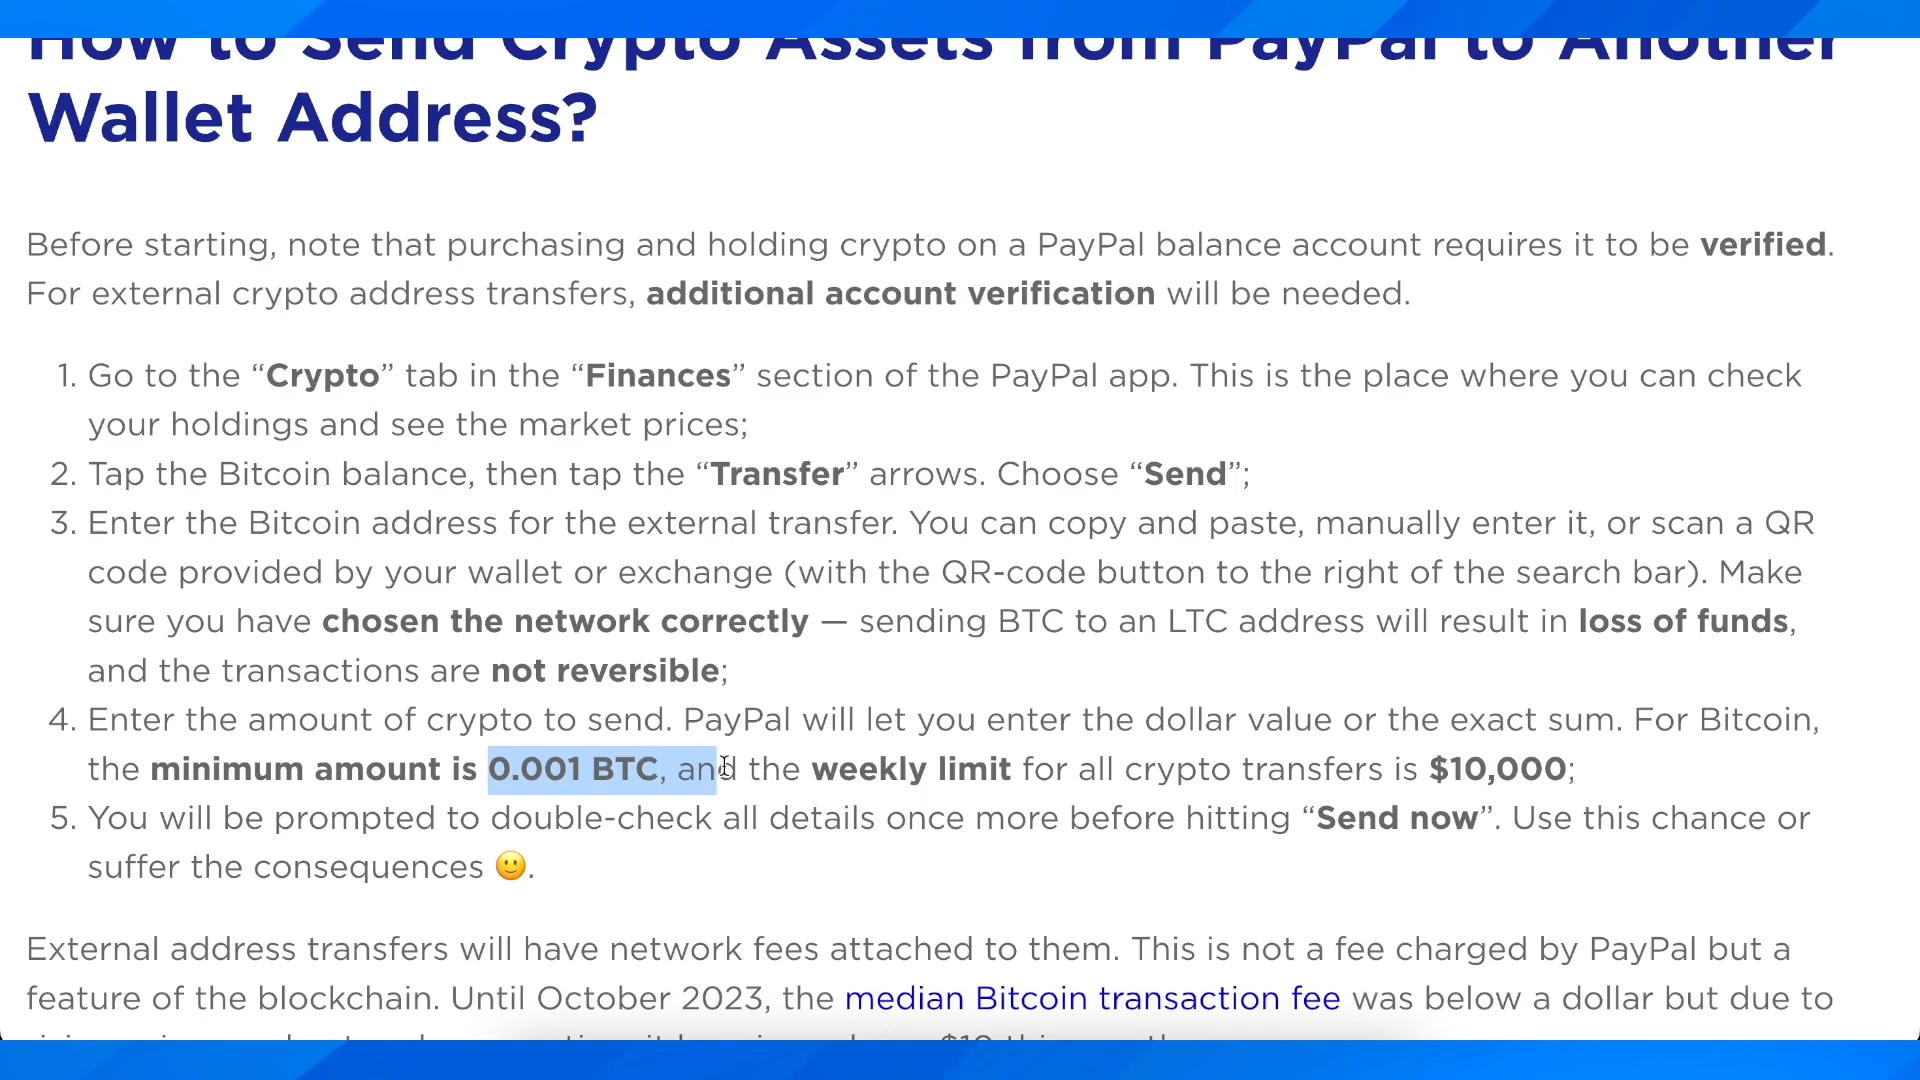 How to Send Crypto Assets from PayPal to Another
Wallet Address?
Before starting, note that purchasing and holding crypto on a PayPal balance account requires it to be verified.
For external crypto address transfers, additional account verification will be needed.
1. Go to the “Crypto” tab in the “Finances” section of the PayPal app. This is the place where you can check
your holdings and see the market prices;
2. Tap the Bitcoin balance, then tap the “Transfer” arrows. Choose “Send”;
3. Enter the Bitcoin address for the external transfer. You can copy and paste, manually enter it, or scan a QR
code provided by your wallet or exchange (with the QR-code button to the right of the search bar). Make
sure you have chosen the network correctly — sending BTC to an LTC address will result in loss of funds,
and the transactions are not reversible;
4. Enter the amount of crypto to send. PayPal will let you enter the dollar value or the exact sum. For Bitcoin,
the minimum amount is 0.001 BTC, and the weekly limit for all crypto transfers is $10,000;
5. You will be prompted to double-check all details once more before hitting “Send now”. Use this chance or
suffer the consequences 🙂.
External address transfers will have network fees attached to them. This is not a fee charged by PayPal but a
feature of the blockchain. Until October 2023, the median Bitcoin transaction fee was below a dollar but due to